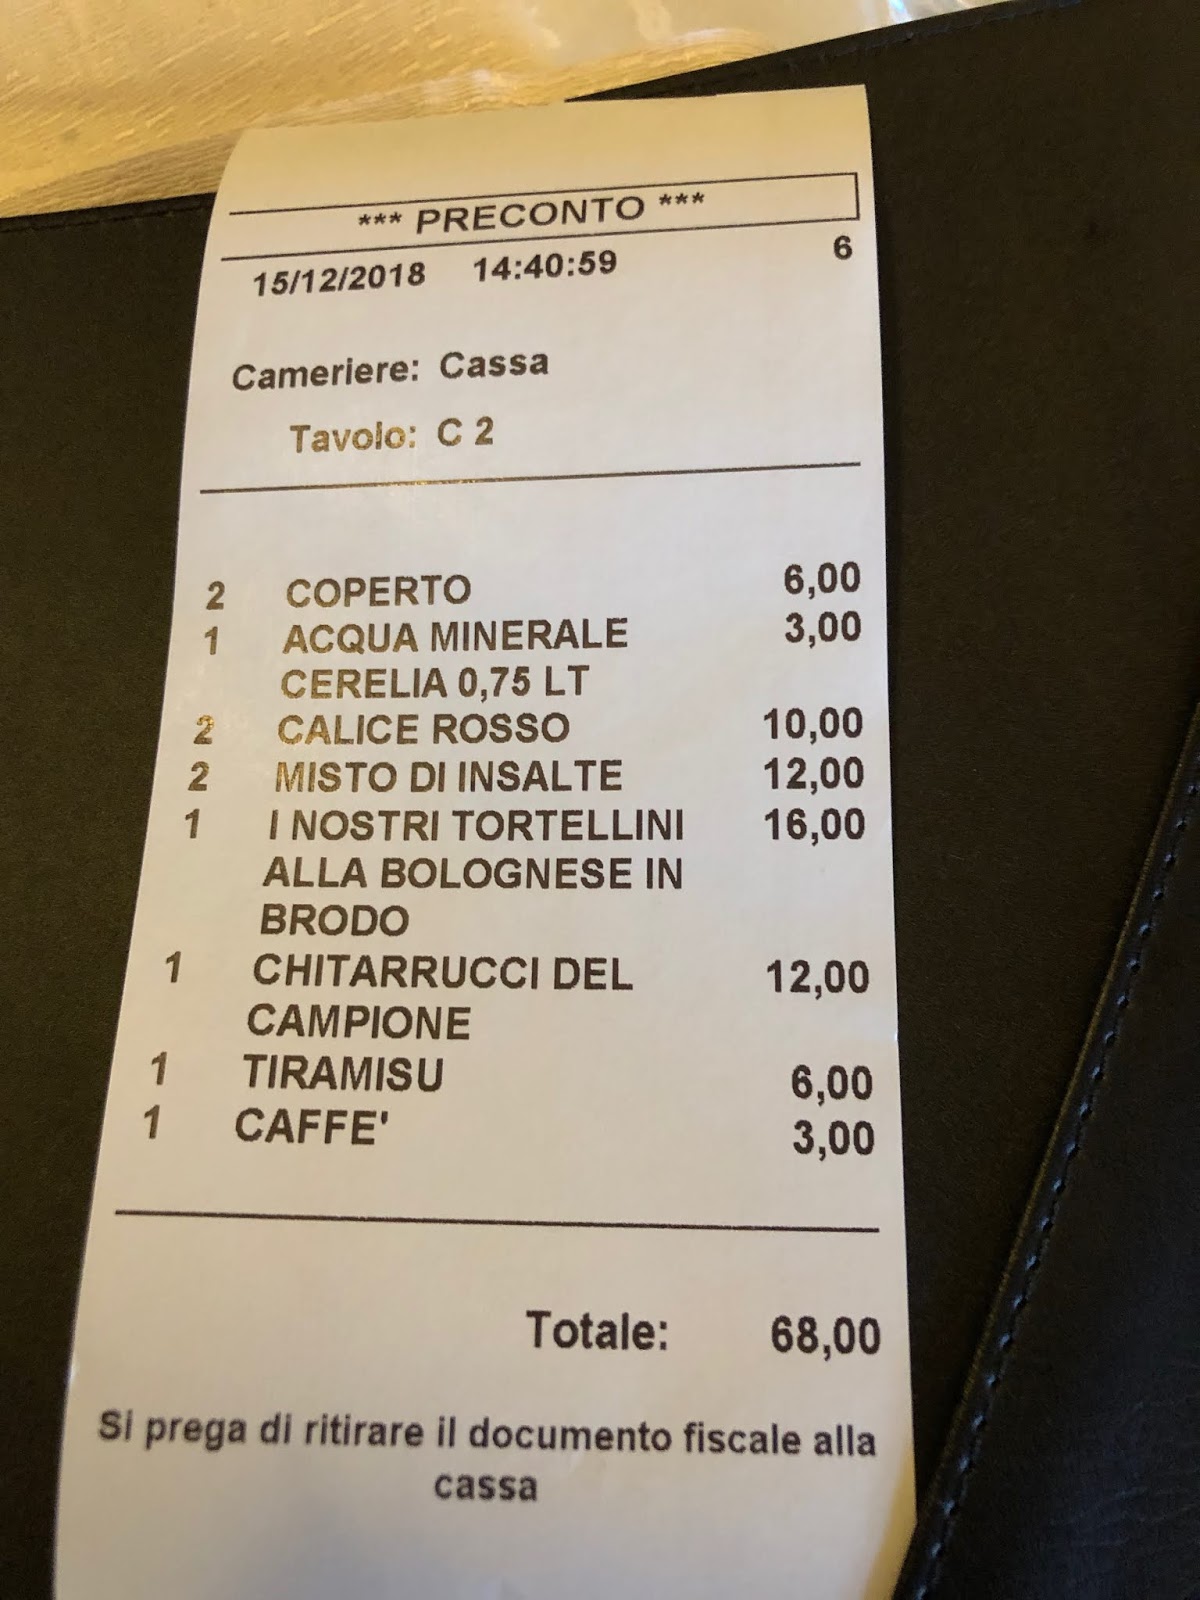 *** PRECONTO ***
15/12/2018 14:40:59 6
Cameriere: Cassa
Tavolo: C 2
2 COPERTO 6,00
1 ACQUA MINERALE 3,00
CERELIA 0,75 LT
2 CALICE ROSSO 10,00
2 MISTO DI INSALTE 12,00
1 I NOSTRI TORTELLINI 16,00
ALLA BOLOGNESE IN
BRODO
1 CHITARRUCCI DEL 12,00
CAMPIONE
1 TIRAMISU 6,00
1 CAFFE' 3,00
Totale: 68,00
Si prega di ritirare il documento fiscale alla
cassa